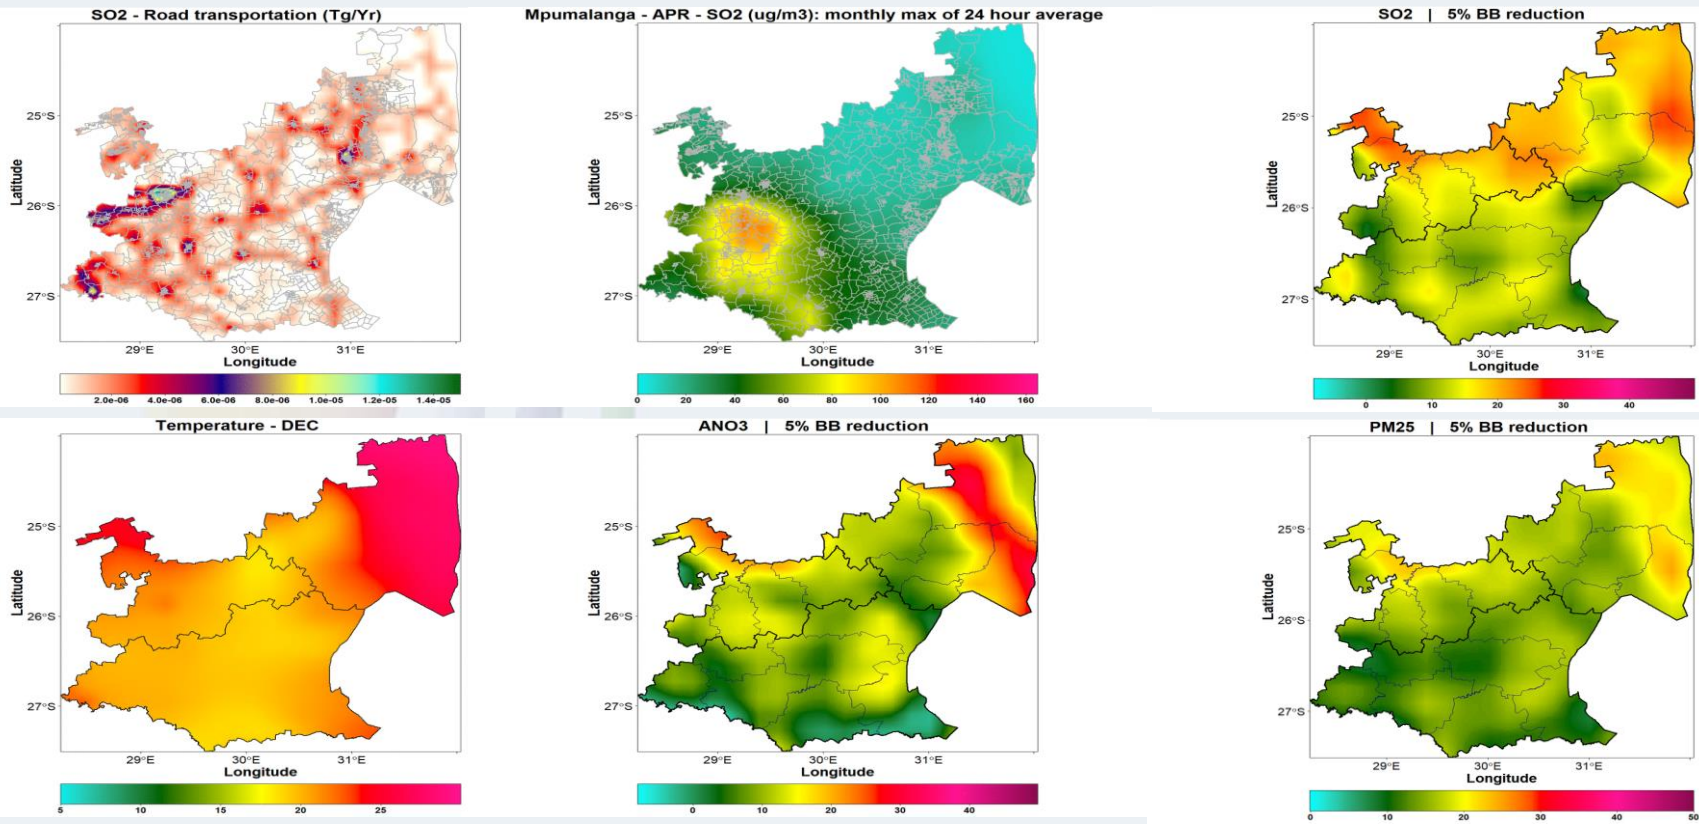 SO2 - Road transportation (Tg/Yr)
Latitude
25°S
26°S
27°S
29°E 30°E 31°E
Longitude
2.0e-06 4.0e-06 6.0e-06 8.0e-06 1.0e-05 1.2e-05 1.4e-05
Mpumalanga - APR - SO2 (ug/m3): monthly max of 24 hour average
Latitude
25°S
26°S
27°S
29°E 30°E 31°E
Longitude
0 20 40 60 80 100 120 140 160
SO2 | 5% BB reduction
Latitude
25°S
26°S
27°S
29°E 30°E 31°E
Longitude
0 10 20 30 40
Temperature - DEC
Latitude
25°S
26°S
27°S
29°E 30°E 31°E
Longitude
5 10 15 20 25
ANO3 | 5% BB reduction
Latitude
25°S
26°S
27°S
29°E 30°E 31°E
Longitude
0 10 20 30 40
PM25 | 5% BB reduction
Latitude
25°S
26°S
27°S
29°E 30°E 31°E
Longitude
0 10 20 30 40 50